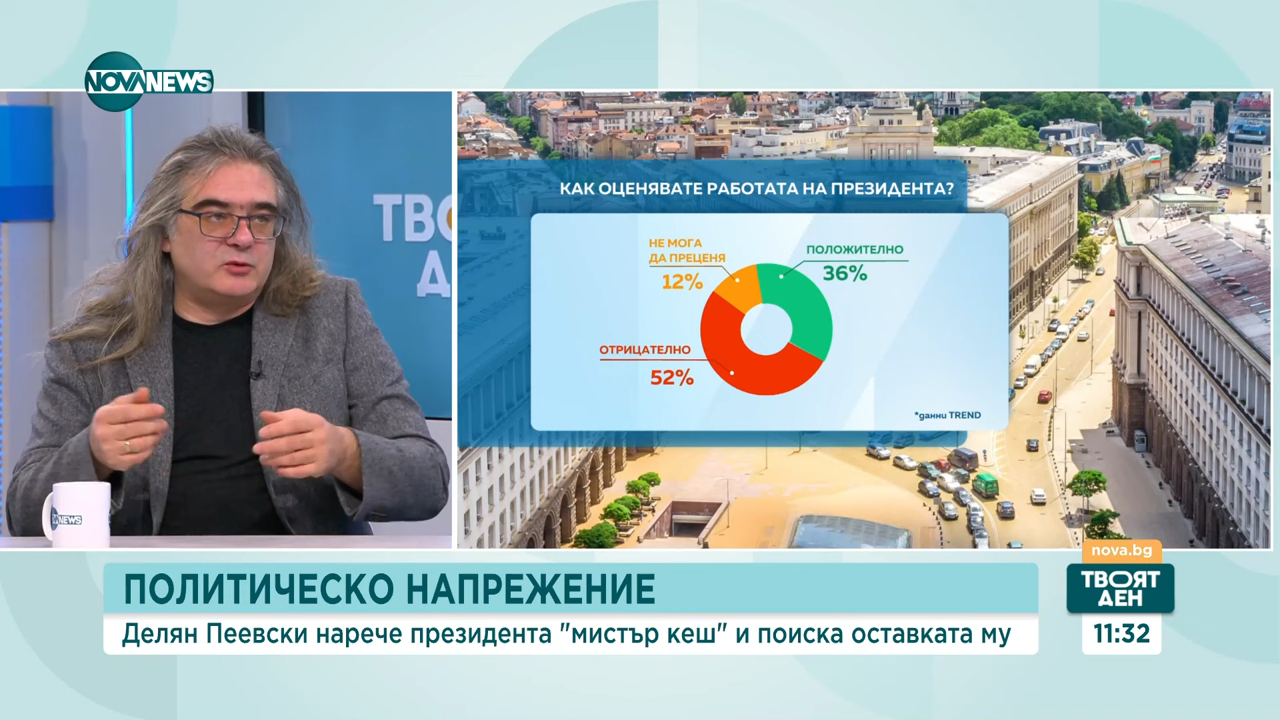 NOVANEWS
ТВО
Д
КАК ОЦЕНЯВАТЕ РАБОТАТА НА ПРЕЗИДЕНТА?
НЕ МОГА
ДА ПРЕЦЕНЯ
12%
ПОЛОЖИТЕЛНО
36%
ОТРИЦАТЕЛНО
52%
*данни TREND
NEWS
nova.bg
ТВОЯТ
ДЕН
11:32
ПОЛИТИЧЕСКО НАПРЕЖЕНИЕ
Делян Пеевски нарече президента "мистър кеш" и поиска оставката му